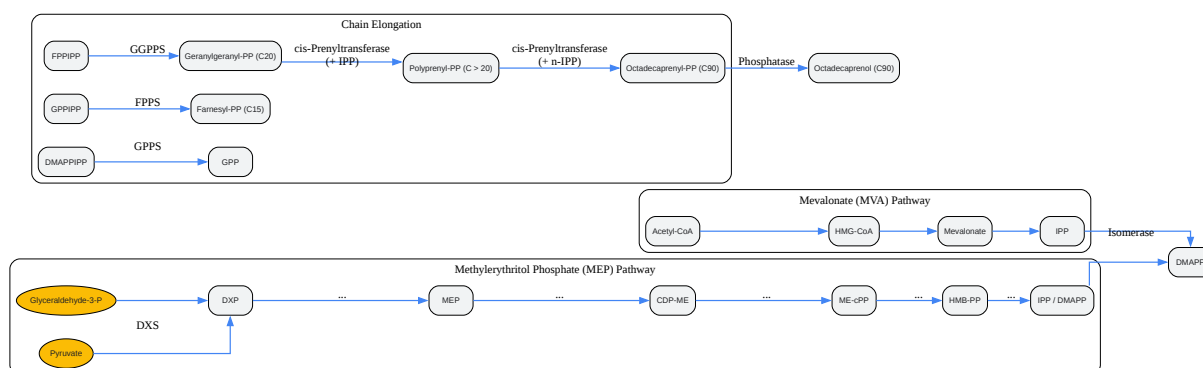 Chain Elongation
FPPIPP
GGPPS
Geranylgeranyl-PP (C20)
cis-Prenyltransferase
(+ IPP)
Polyprenyl-PP (C > 20)
cis-Prenyltransferase
(+ n-IPP)
Octadecaprenyl-PP (C90)
Phosphatase
Octadecaprenol (C90)
GPPIPP
FPPS
Farnesyl-PP (C15)
DMAPPIPP
GPPS
GPP
Mevalonate (MVA) Pathway
Acetyl-CoA
HMG-CoA
Mevalonate
IPP
Isomerase
DMAPP
Methylerythritol Phosphate (MEP) Pathway
Glyceraldehyde-3-P
DXP
...
MEP
...
CDP-ME
...
ME-cPP
...
HMB-PP
...
IPP / DMAPP
DXS
Pyruvate